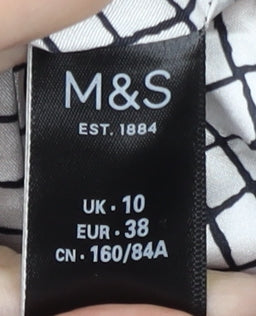 M&S
EST. 1884
UK · 10
EUR · 38
CN · 160/84A